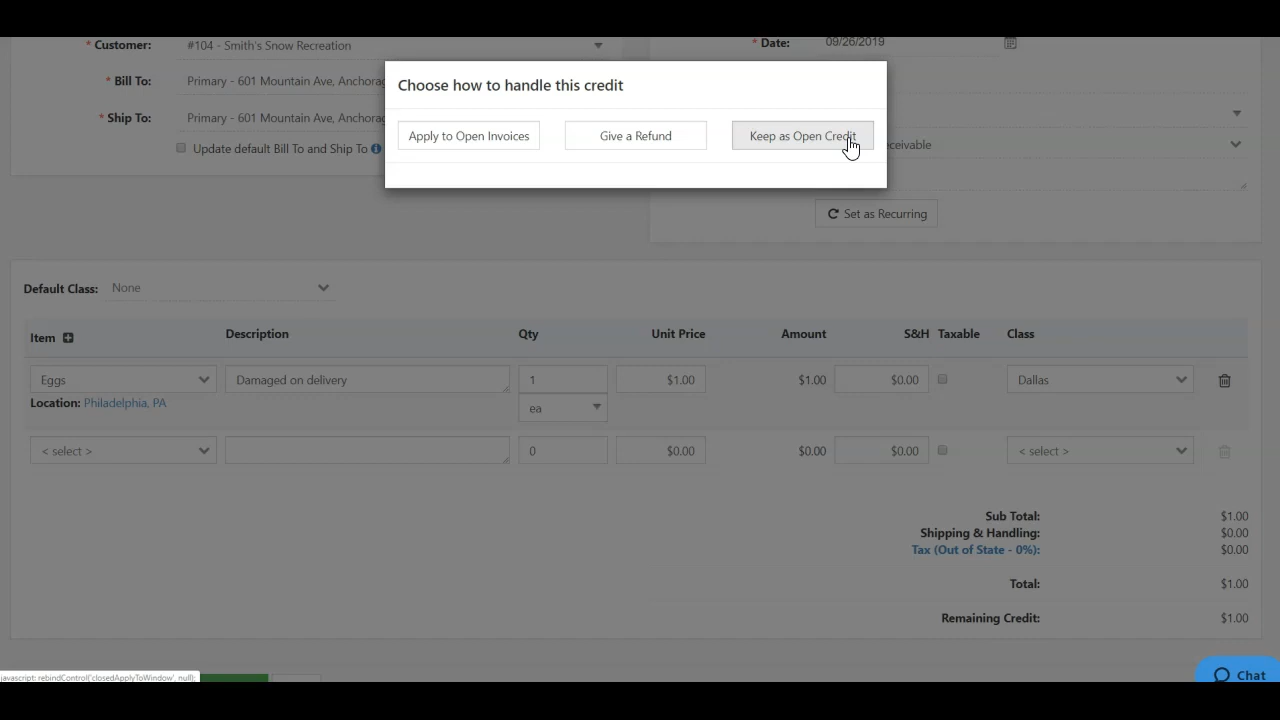 * Customer: #104 - Smith's Snow Recreation
* Date: 09/26/2019
Choose how to handle this credit
* Bill To: Primary - 601 Mountain Ave, Anchorag
* Ship To: Primary - 601 Mountain Ave, Anchorag
Apply to Open Invoices Give a Refund Keep as Open Credit
Update default Bill To and Ship To
eceivable
Set as Recurring
Default Class: None
Item Description Qty Unit Price Amount S&H Taxable Class
Eggs Damaged on delivery 1 $1.00 $1.00 $0.00 Dallas
Location: Philadelphia, PA
ea
< select > 0 $0.00 $0.00 $0.00 < select >
Sub Total: $1.00
Shipping & Handling: $0.00
Tax (Out of State - 0%): $0.00
Total: $1.00
Remaining Credit: $1.00
javascript: rebindControl('closedApplyToWindow', null);
Chat